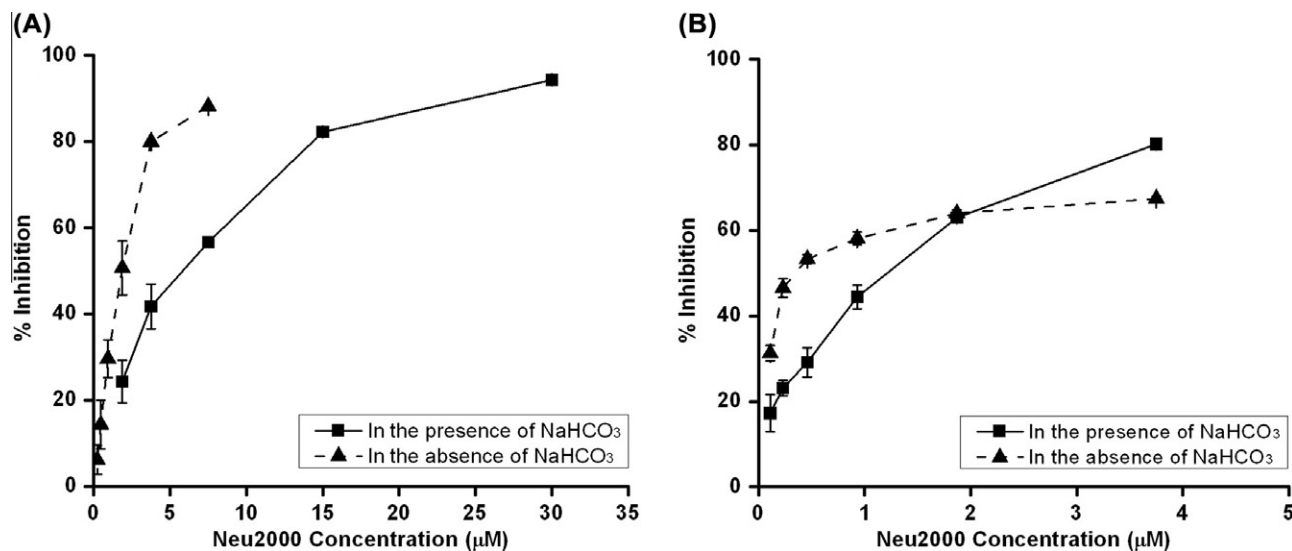 (A)
100
80
60
40
20
0
% Inhibition
In the presence of NaHCO₃
In the absence of NaHCO₃
0 5 10 15 20 25 30 35
Neu2000 Concentration (μM)
(B)
100
80
60
40
20
0
% Inhibition
In the presence of NaHCO₃
In the absence of NaHCO₃
0 1 2 3 4 5
Neu2000 Concentration (μM)